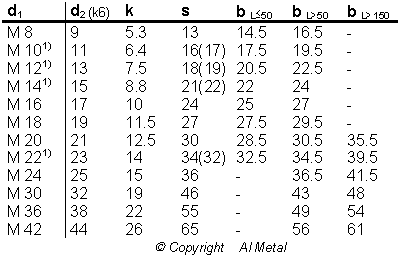 d1 d2 (k6) k s b L≤50 b L>50 b L>150
M 8 9 5.3 13 14.5 16.5 -
M 10 1) 11 6.4 16(17) 17.5 19.5 -
M 12 1) 13 7.5 18(19) 20.5 22.5 -
M 14 1) 15 8.8 21(22) 22 24 -
M 16 17 10 24 25 27 -
M 18 19 11.5 27 27.5 29.5 -
M 20 21 12.5 30 28.5 30.5 35.5
M 22 1) 23 14 34(32) 32.5 34.5 39.5
M 24 25 15 36 - 36.5 41.5
M 30 32 19 46 - 43 48
M 36 38 22 55 - 49 54
M 42 44 26 65 - 56 61
© Copyright Al Metal